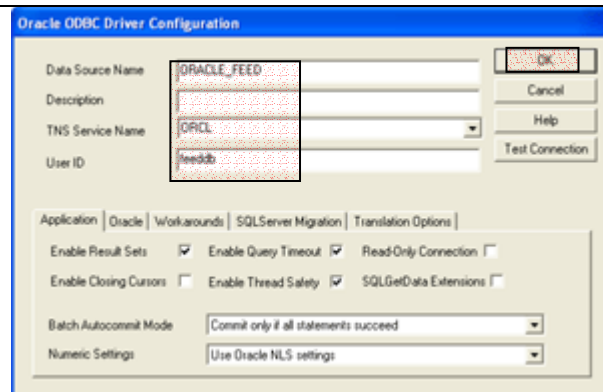 Oracle ODBC Driver Configuration
Data Source Name ORACLE_FEED OK
Description Cancel
TNS Service Name ORCL Help
User ID feeddb Test Connection
Application Oracle Workarounds SQLServer Migration Translation Options
Enable Result Sets Enable Query Timeout Read-Only Connection
Enable Closing Cursors Enable Thread Safety SQLGetData Extensions
Batch Autocommit Mode Commit only if all statements succeed
Numeric Settings Use Oracle NLS settings